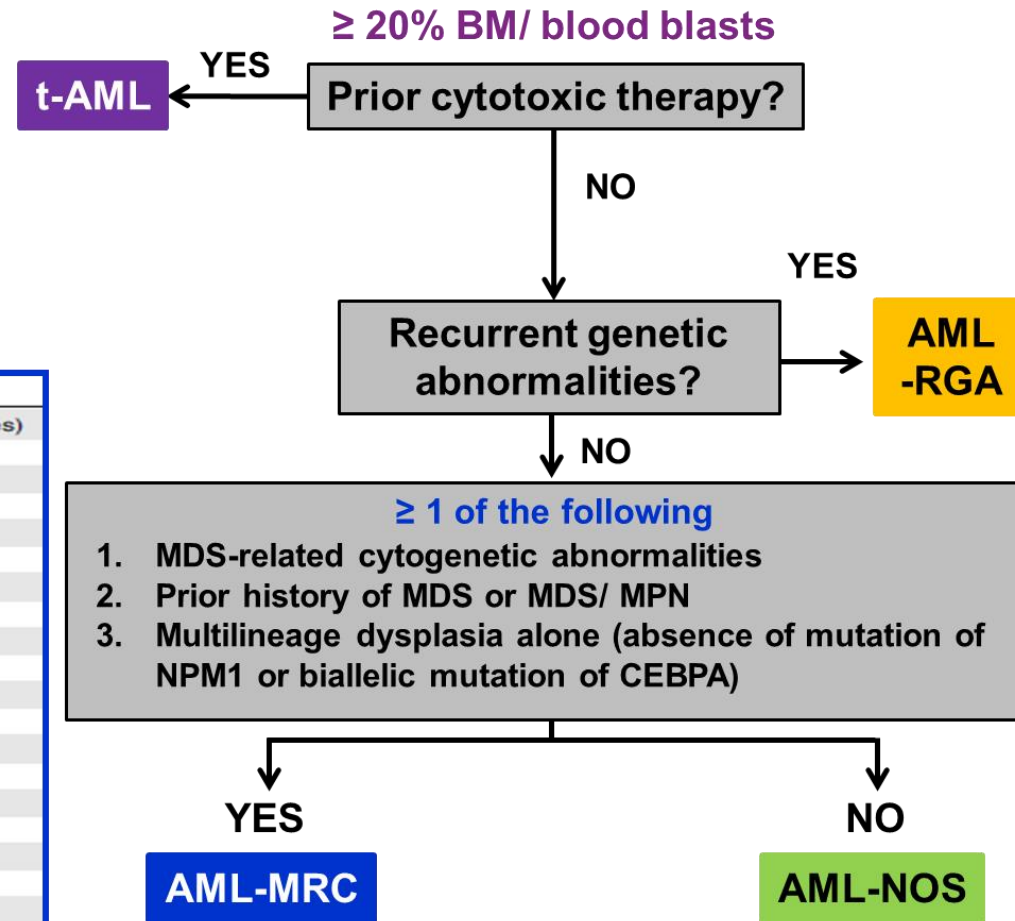 ≥ 20% BM/ blood blasts
YES
t-AML
Prior cytotoxic therapy?
NO
YES
Recurrent genetic
abnormalities?
AML
-RGA
NO
≥ 1 of the following
1. MDS-related cytogenetic abnormalities
2. Prior history of MDS or MDS/ MPN
3. Multilineage dysplasia alone (absence of mutation of
NPM1 or biallelic mutation of CEBPA)
YES
NO
AML-MRC
AML-NOS